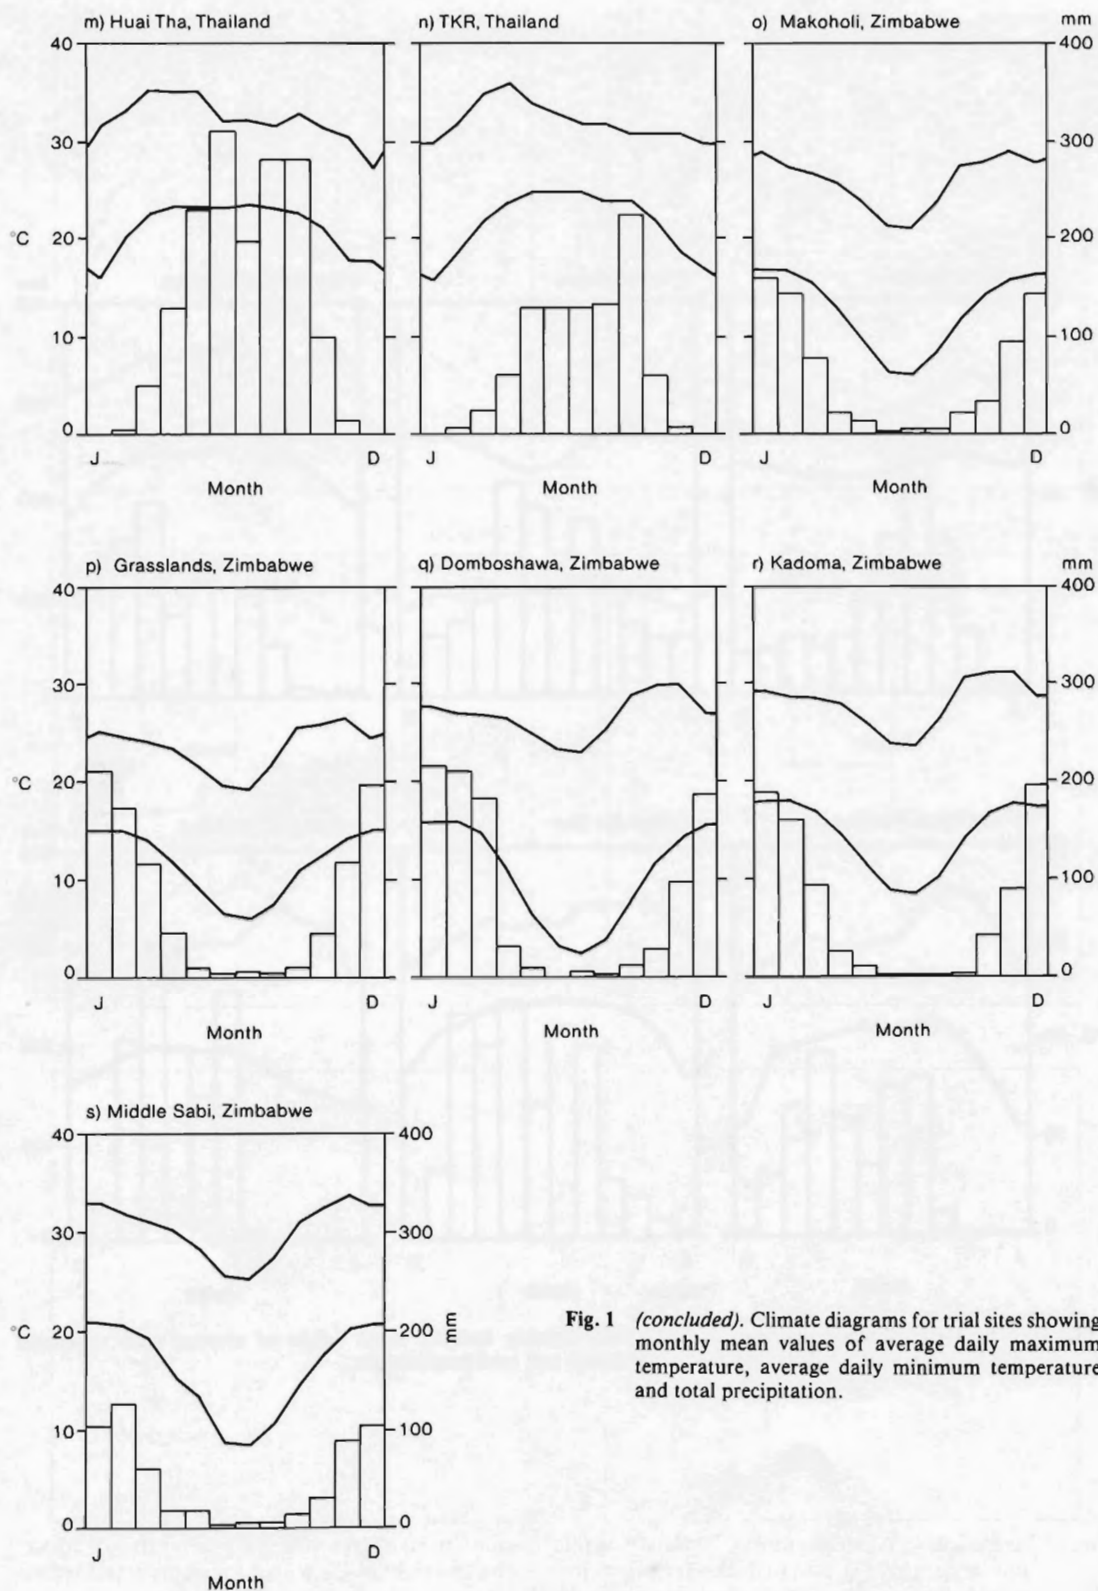 m) Huai Tha, Thailand
n) TKR, Thailand
o) Makoholi, Zimbabwe
mm
40
400
30
300
°C
20
200
10
100
0
0
J
D
J
D
J
D
Month
Month
Month
p) Grasslands, Zimbabwe
q) Domboshawa, Zimbabwe
r) Kadoma, Zimbabwe
mm
40
400
30
300
°C
20
200
10
100
0
0
J
D
J
D
J
D
Month
Month
Month
s) Middle Sabi, Zimbabwe
40
400
30
300
°C
20
200
mm
10
100
0
0
J
D
Month
Fig. 1 (concluded). Climate diagrams for trial sites showing
monthly mean values of average daily maximum
temperature, average daily minimum temperature
and total precipitation.